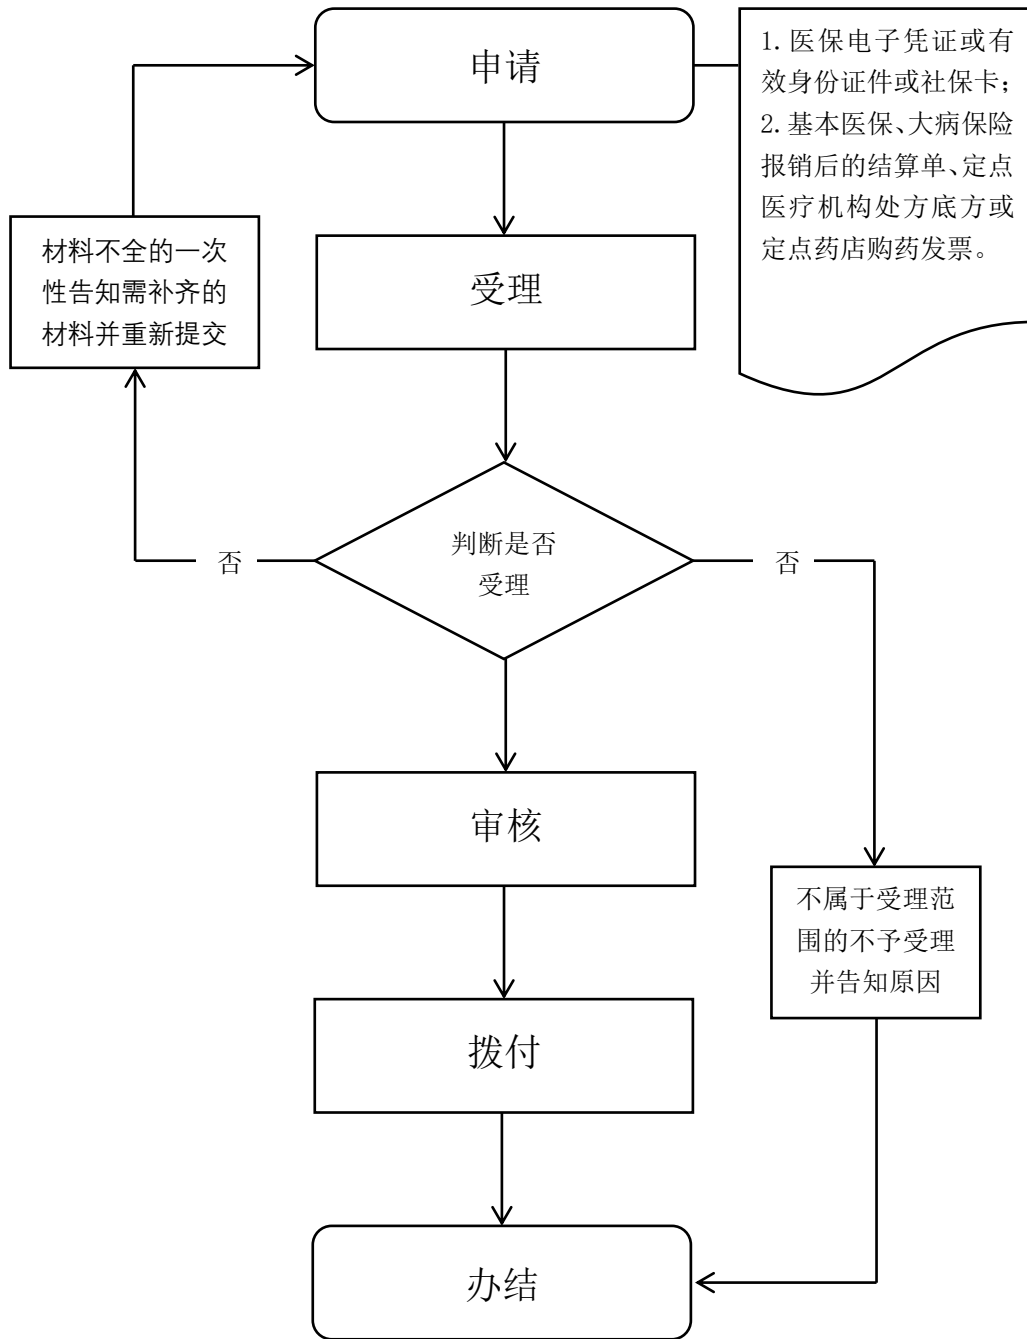 申请
1. 医保电子凭证或有
效身份证件或社保卡；
2. 基本医保、大病保险
报销后的结算单、定点
医疗机构处方底方或
定点药店购药发票。
材料不全的一次
性告知需补齐的
材料并重新提交
受理
判断是否
受理
否
否
审核
不属于受理范
围的不予受理
并告知原因
拨付
办结